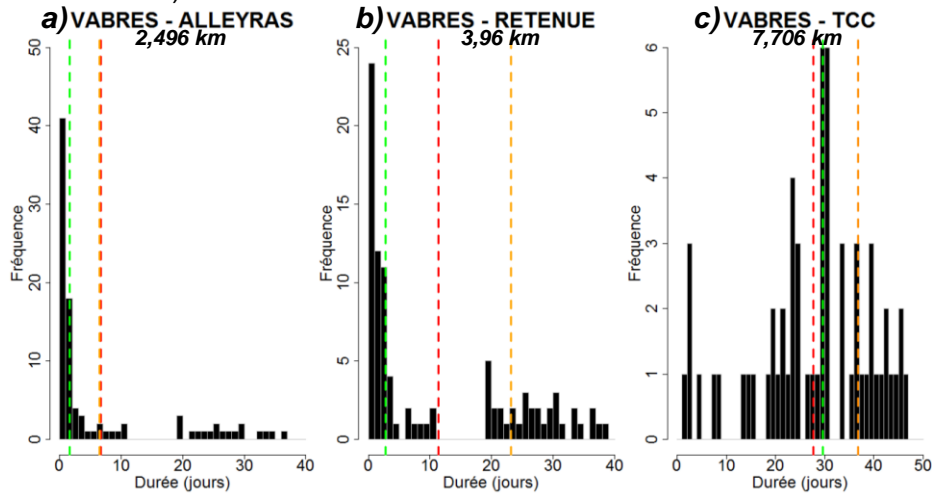 a) VABRES - ALLEYRAS
2,496 km
Fréquence
50
40
30
20
10
0
0 10 20 30 40
Durée (jours)
b) VABRES - RETENUE
3,96 km
Fréquence
25
20
15
10
5
0
0 10 20 30 40
Durée (jours)
c) VABRES - TCC
7,706 km
Fréquence
6
5
4
3
2
1
0
0 10 20 30 40 50
Durée (jours)